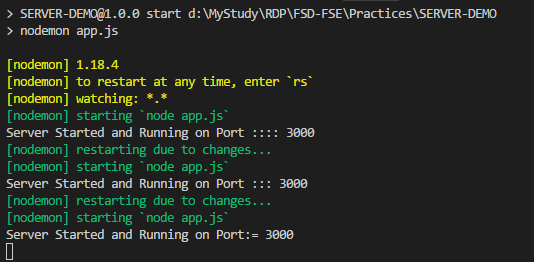 > SERVER-DEMO@1.0.0 start d:\MyStudy\RDP\FSD-FSE\Practices\SERVER-DEMO
> nodemon app.js
[nodemon] 1.18.4
[nodemon] to restart at any time, enter `rs`
[nodemon] watching: *.*
[nodemon] starting `node app.js`
Server Started and Running on Port :::: 3000
[nodemon] restarting due to changes...
[nodemon] starting `node app.js`
Server Started and Running on Port ::: 3000
[nodemon] restarting due to changes...
[nodemon] starting `node app.js`
Server Started and Running on Port:= 3000